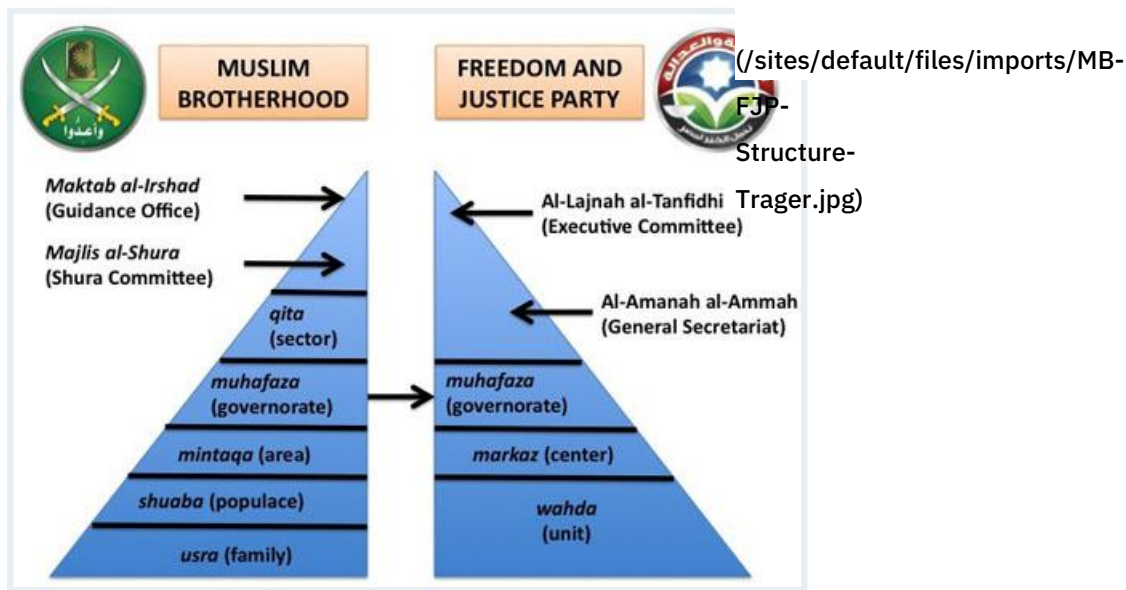 MUSLIM
BROTHERHOOD
FREEDOM AND
JUSTICE PARTY
(/sites/default/files/imports/MB-
FJP-
Structure-
Trager.jpg)
وأعدوا
Maktab al-Irshad
(Guidance Office)
Majlis al-Shura
(Shura Committee)
qita
(sector)
muhafaza
(governorate)
mintaqa (area)
shuaba (populace)
usra (family)
Al-Lajnah al-Tanfidhi
(Executive Committee)
Al-Amanah al-Ammah
(General Secretariat)
muhafaza
(governorate)
markaz (center)
wahda
(unit)